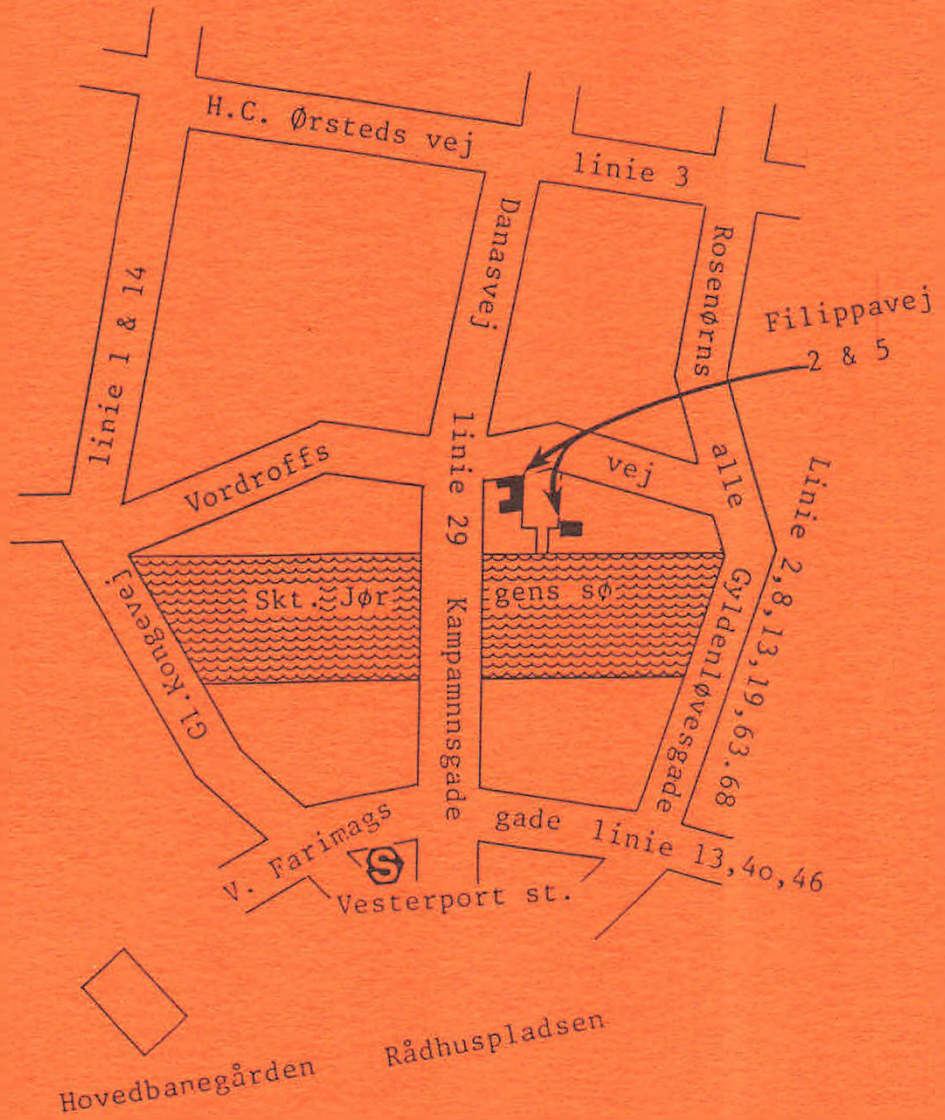 H.C. Ørsteds vej
linie 3
Danasvej
Rosenørns
alle
linie 1 & 14
Filippavej
2 & 5
Vordroffs
vej
linie 29
Linie 2,8,13,19,63.68
Skt. Jør
gens sø
Kampamnnsgade
Gyldenløvesgade
Gl.Kongevej
V. Farimags
gade linie 13,4o,46
S
Vesterport st.
Hovedbanegården
Rådhuspladsen